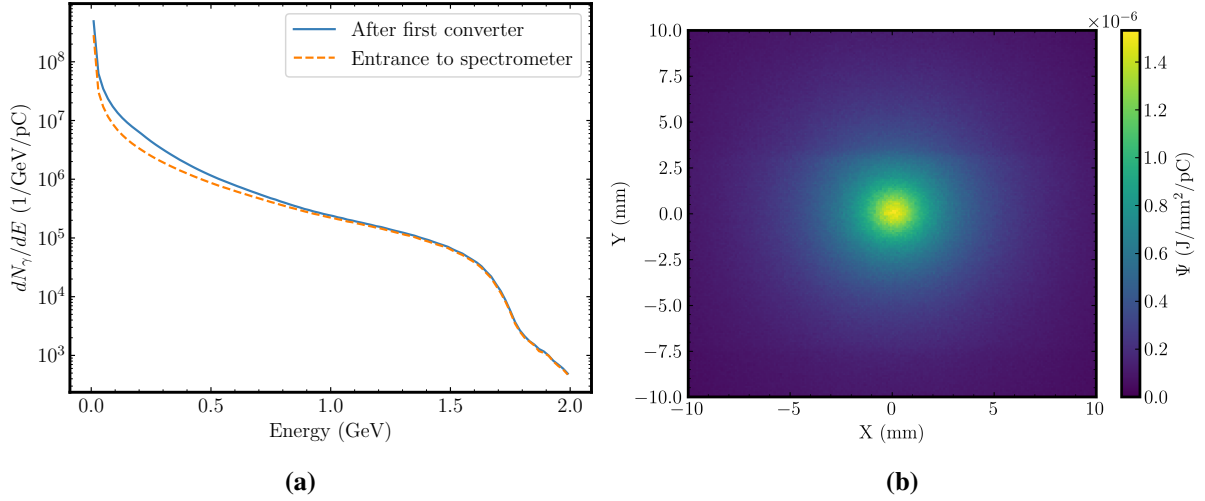 After first converter
Entrance to spectrometer
10^8
10^7
10^6
10^5
10^4
10^3
dN_γ/dE (1/GeV/pC)
0.0 0.5 1.0 1.5 2.0
Energy (GeV)
(a)
×10^−6
10.0
7.5
5.0
2.5
0.0
−2.5
−5.0
−7.5
−10.0
Y (mm)
−10 −5 0 5 10
X (mm)
1.4
1.2
1.0
0.8
0.6
0.4
0.2
0.0
Ψ (J/mm²/pC)
(b)